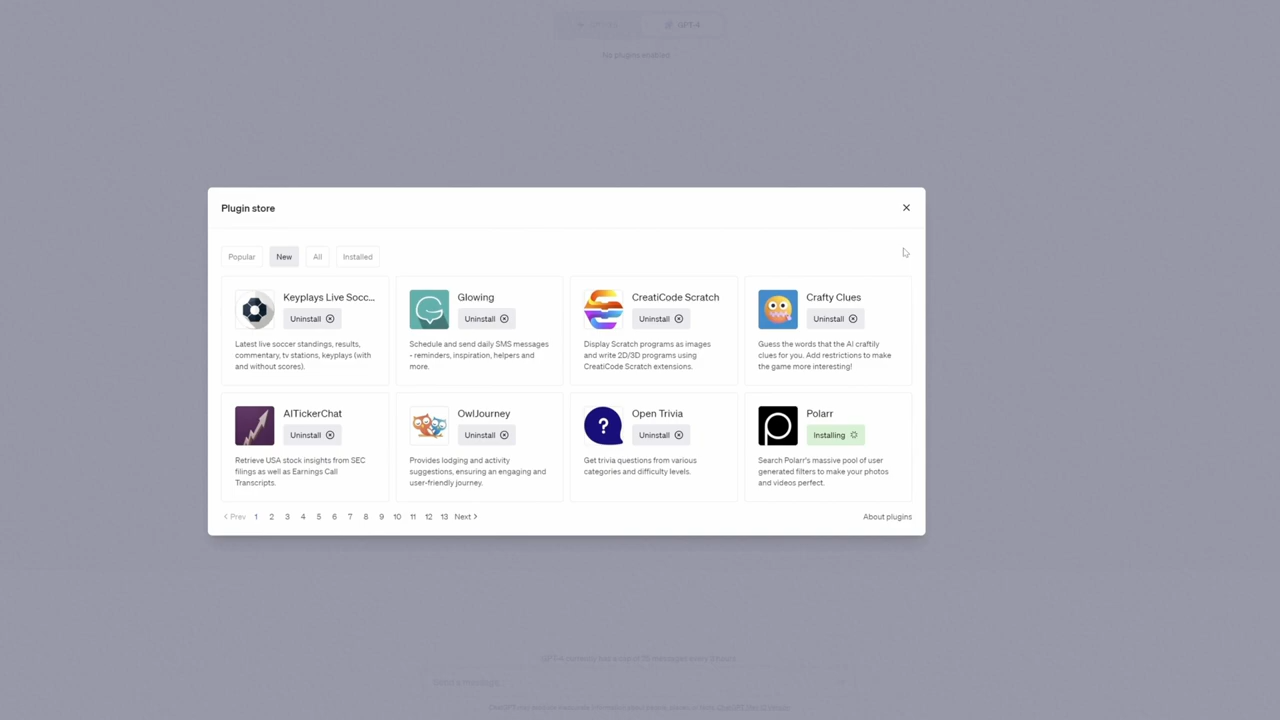 GPT-4
No plugins enabled
Plugin store
Popular
New
All
Installed
Keyplays Live Socc...
Uninstall
Latest live soccer standings, results,
commentary, tv stations, keyplays (with
and without scores).
Glowing
Uninstall
Schedule and send daily SMS messages
- reminders, inspiration, helpers and
more.
CreatiCode Scratch
Uninstall
Display Scratch programs as images
and write 2D/3D programs using
CreatiCode Scratch extensions.
Crafty Clues
Uninstall
Guess the words that the AI craftily
clues for you. Add restrictions to make
the game more interesting!
AITickerChat
Uninstall
Retrieve USA stock insights from SEC
filings as well as Earnings Call
Transcripts.
OwlJourney
Uninstall
Provides lodging and activity
suggestions, ensuring an engaging and
user-friendly journey.
Open Trivia
Uninstall
Get trivia questions from various
categories and difficulty levels.
Polarr
Installing
Search Polarr's massive pool of user
generated filters to make your photos
and videos perfect.
< Prev 1 2 3 4 5 6 7 8 9 10 11 12 13 Next >
About plugins
Send a message...